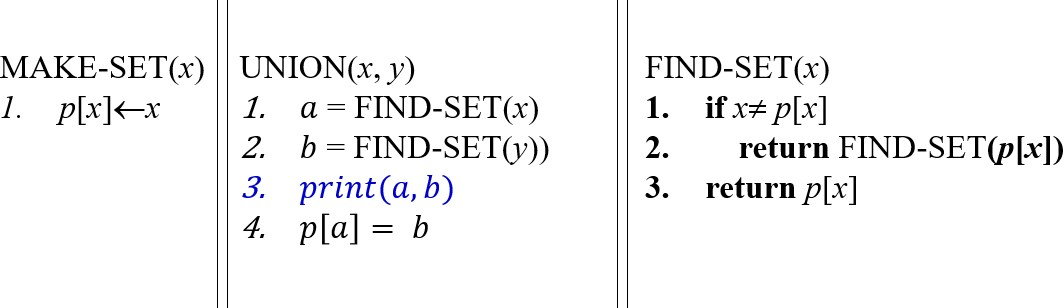 MAKE-SET(x)
1. p[x]←x
UNION(x, y)
1. a = FIND-SET(x)
2. b = FIND-SET(y))
3. print(a, b)
4. p[a] = b
FIND-SET(x)
1. if x≠ p[x]
2. return FIND-SET(p[x])
3. return p[x]